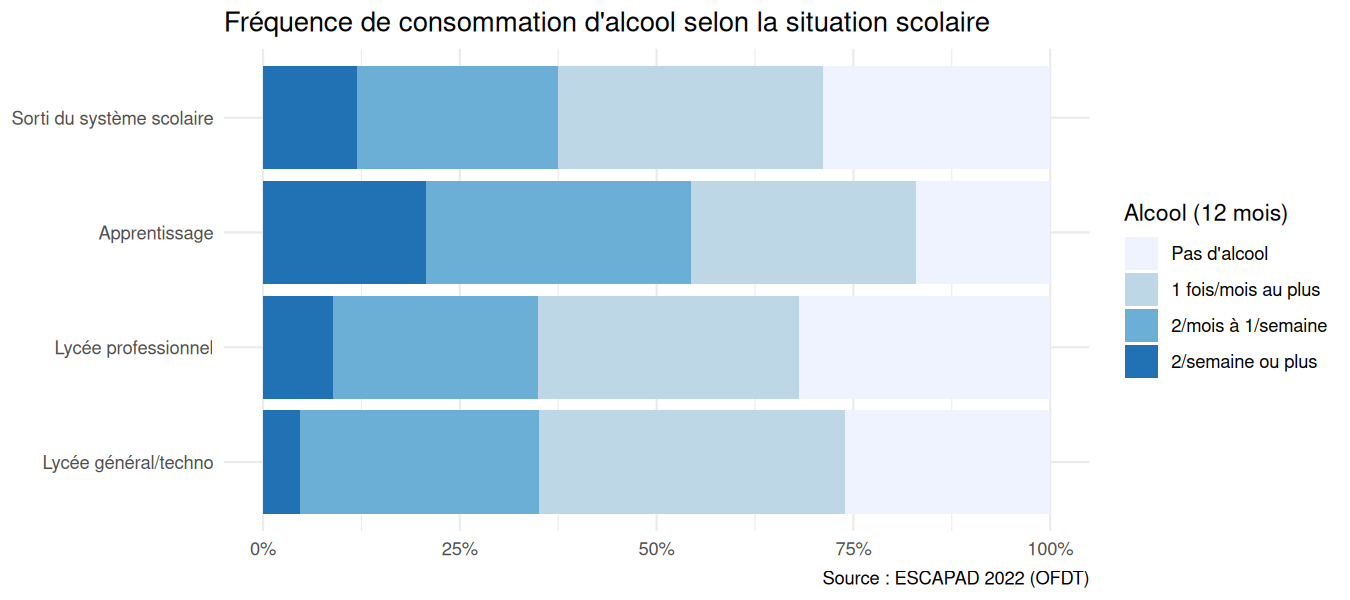 Fréquence de consommation d'alcool selon la situation scolaire
Sorti du système scolaire
Apprentissage
Lycée professionnel
Lycée général/techno
0% 25% 50% 75% 100%
Source : ESCAPAD 2022 (OFDT)
Alcool (12 mois)
Pas d'alcool
1 fois/mois au plus
2/mois à 1/semaine
2/semaine ou plus